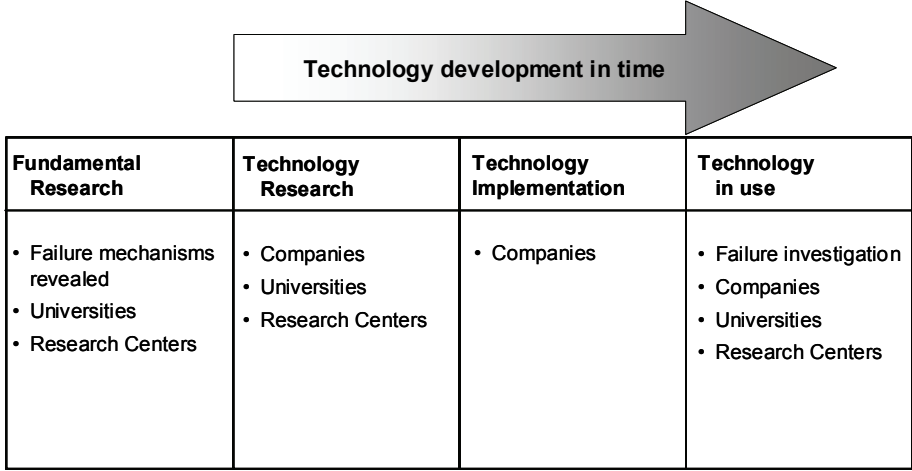 Technology development in time
Fundamental
Research
Technology
Research
Technology
Implementation
Technology
in use
• Failure mechanisms
revealed
• Universities
• Research Centers
• Companies
• Universities
• Research Centers
• Companies
• Failure investigation
• Companies
• Universities
• Research Centers